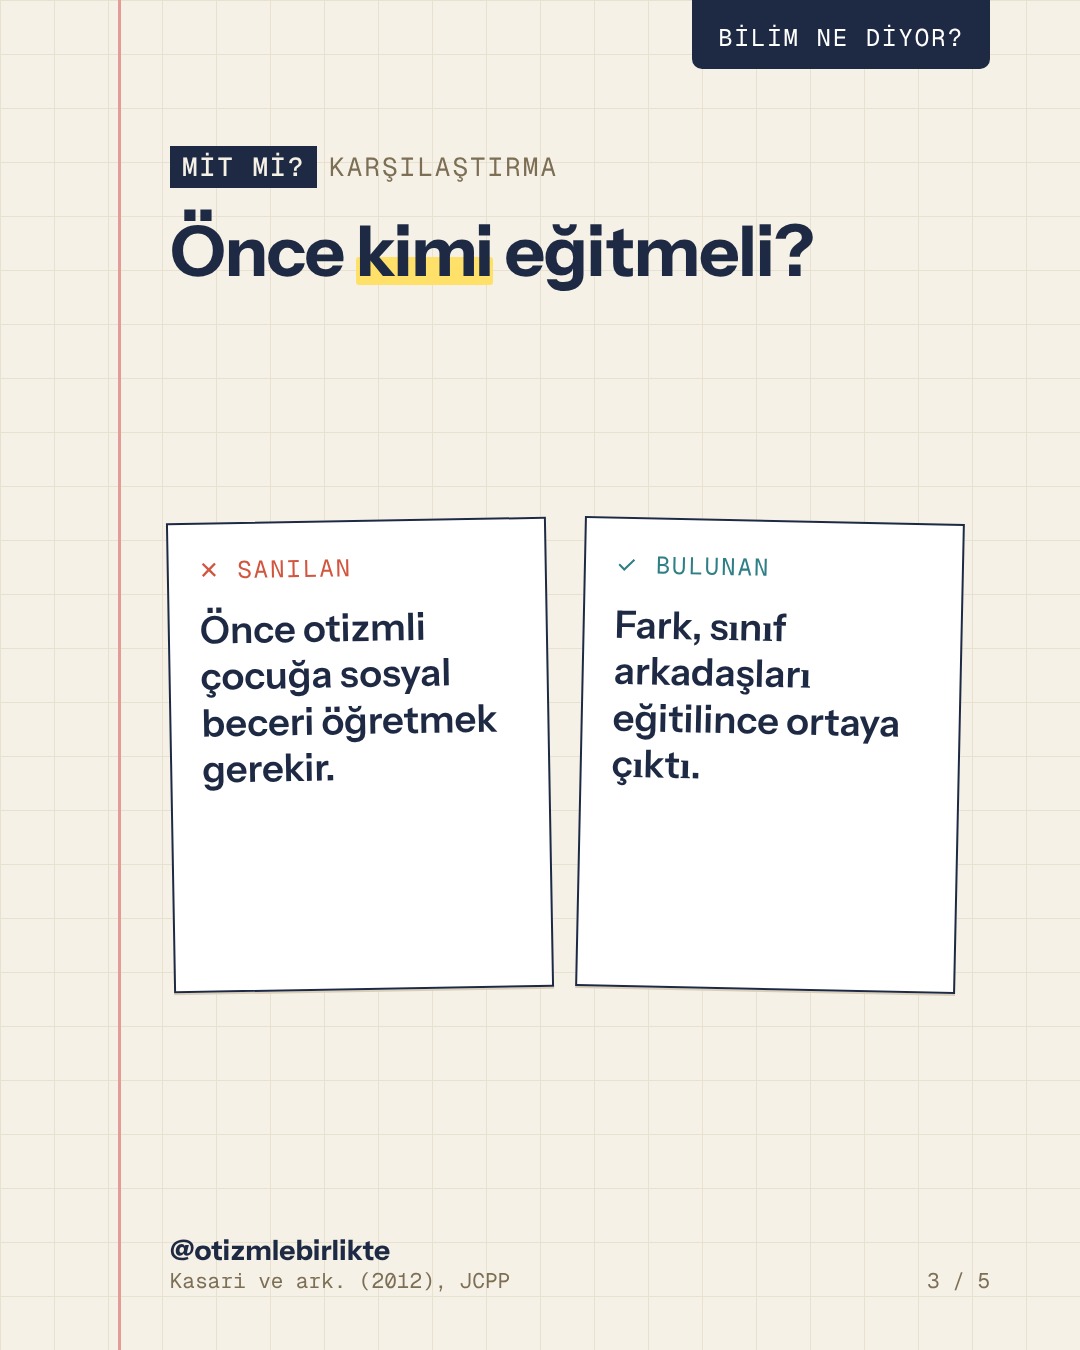 BİLİM NE DİYOR?
MİT Mİ? KARŞILAŞTIRMA
Önce kimi eğitmeli?
× SANILAN
Önce otizmli
çocuğa sosyal
beceri öğretmek
gerekir.
✓ BULUNAN
Fark, sınıf
arkadaşları
eğitilince ortaya
çıktı.
@otizmlebirlikte
Kasari ve ark. (2012), JCPP
3 / 5